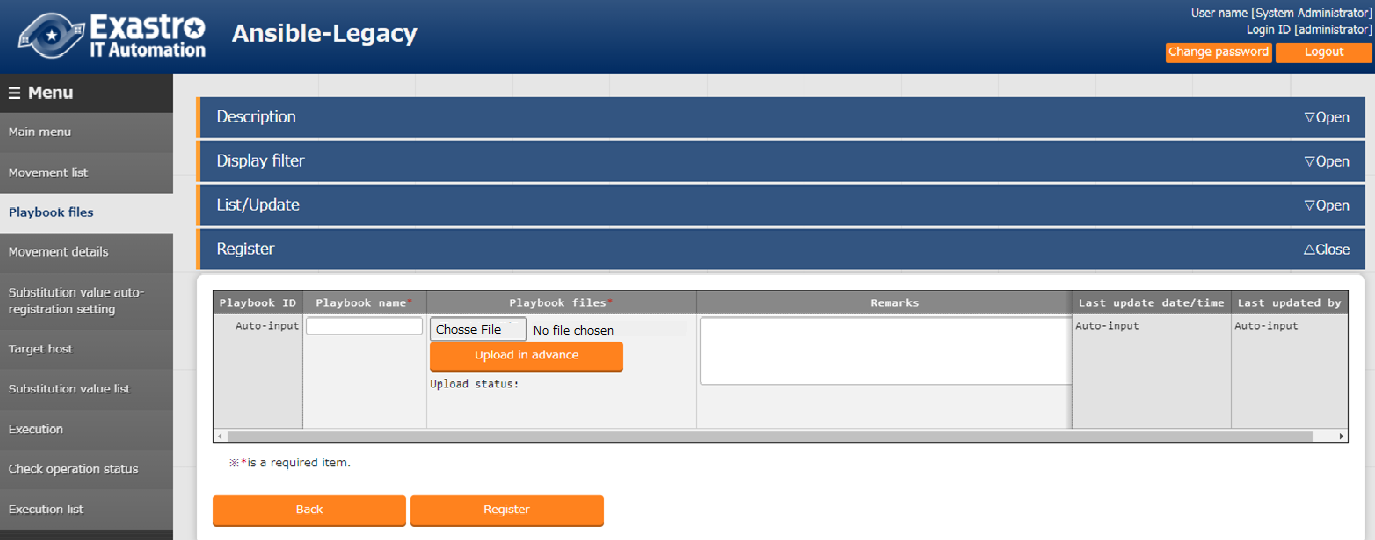 Exastro
IT Automation
Ansible-Legacy
User name [System Administrator]
Login ID [administrator]
Change password
Logout
☰ Menu
Main menu
Movement list
Playbook files
Movement details
Substitution value auto-
registration setting
Target host
Substitution value list
Execution
Check operation status
Execution list
Description
▽Open
Display filter
▽Open
List/Update
▽Open
Register
△Close
Playbook ID Playbook name* Playbook files* Remarks Last update date/time Last updated by
Auto-input
Chosse File No file chosen
Upload in advance
Upload status:
Auto-input
Auto-input
※*is a required item.
Back
Register